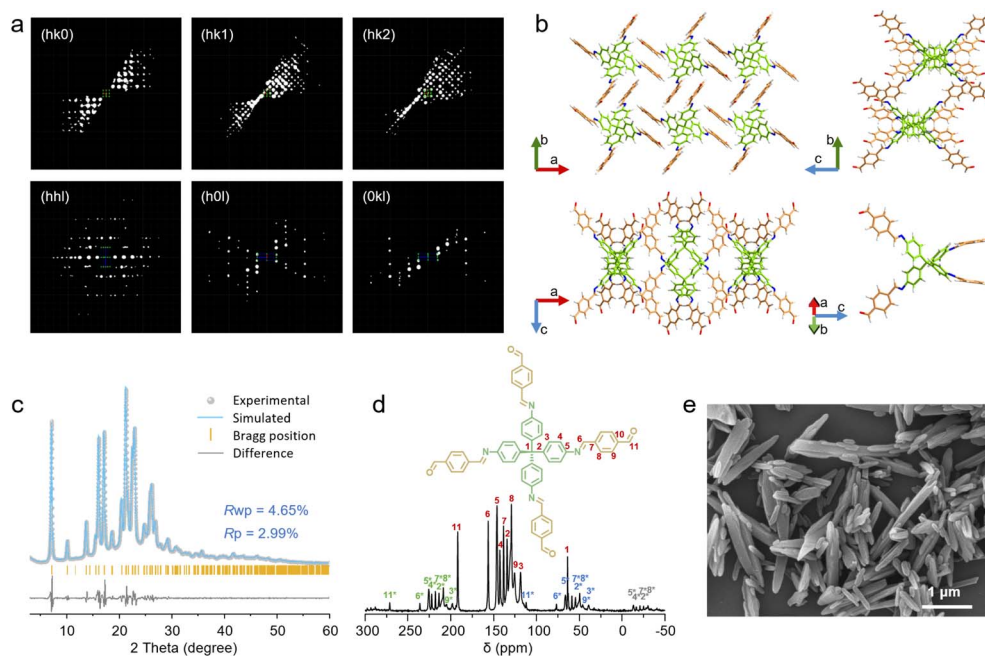 a
(hk0)
(hk1)
(hk2)
(hhl)
(h0l)
(0kl)
b
b
a
b
c
a
c
a
b
c
c
Experimental
Simulated
Bragg position
Difference
Rwp = 4.65%
Rp = 2.99%
10 20 30 40 50 60
2 Theta (degree)
d
O
N
O
N
1 2 3 4 5
N
6
7
8
9
10
O
11
N
O
11
6
5
4
7
2
8
9
3
1
11* 6* 5* 4* 7* 2* 8* 9* 3*
11* 6* 5* 4* 7* 2* 8* 9* 3*
5* 4* 7* 2* 8*
300 250 200 150 100 50 0 -50
δ (ppm)
e
1 μm